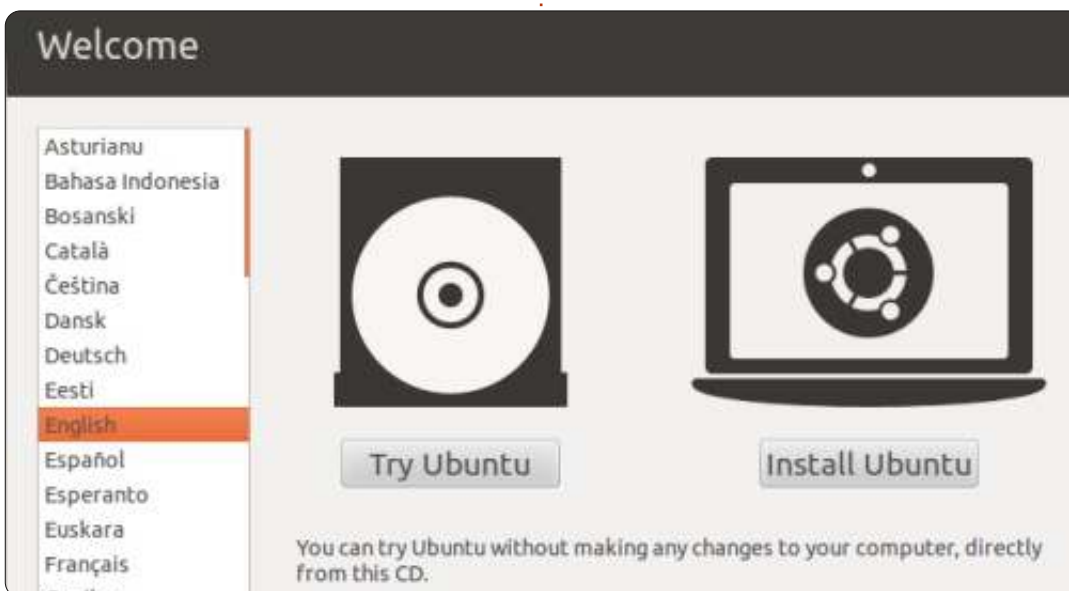 Welcome
Asturianu
Bahasa Indonesia
Bosanski
Català
Čeština
Dansk
Deutsch
Eesti
English
Español
Esperanto
Euskara
Français
Try Ubuntu
Install Ubuntu
You can try Ubuntu without making any changes to your computer, directly
from this CD.